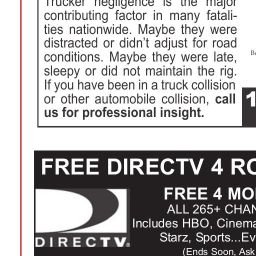 Trucker negligence is the major
contributing factor in many fatali-
ties nationwide. Maybe they were
distracted or didn't adjust for road
conditions. Maybe they were late,
sleepy or did not maintain the rig.
If you have been in a truck collision
or other automobile collision, call
us for professional insight.
1
FREE DIRECTV 4 RO
FREE 4 MO
ALL 265+ CHAN
Includes HBO, Cinema
Starz, Sports...Ev
(Ends Soon, Ask
DIRECTV